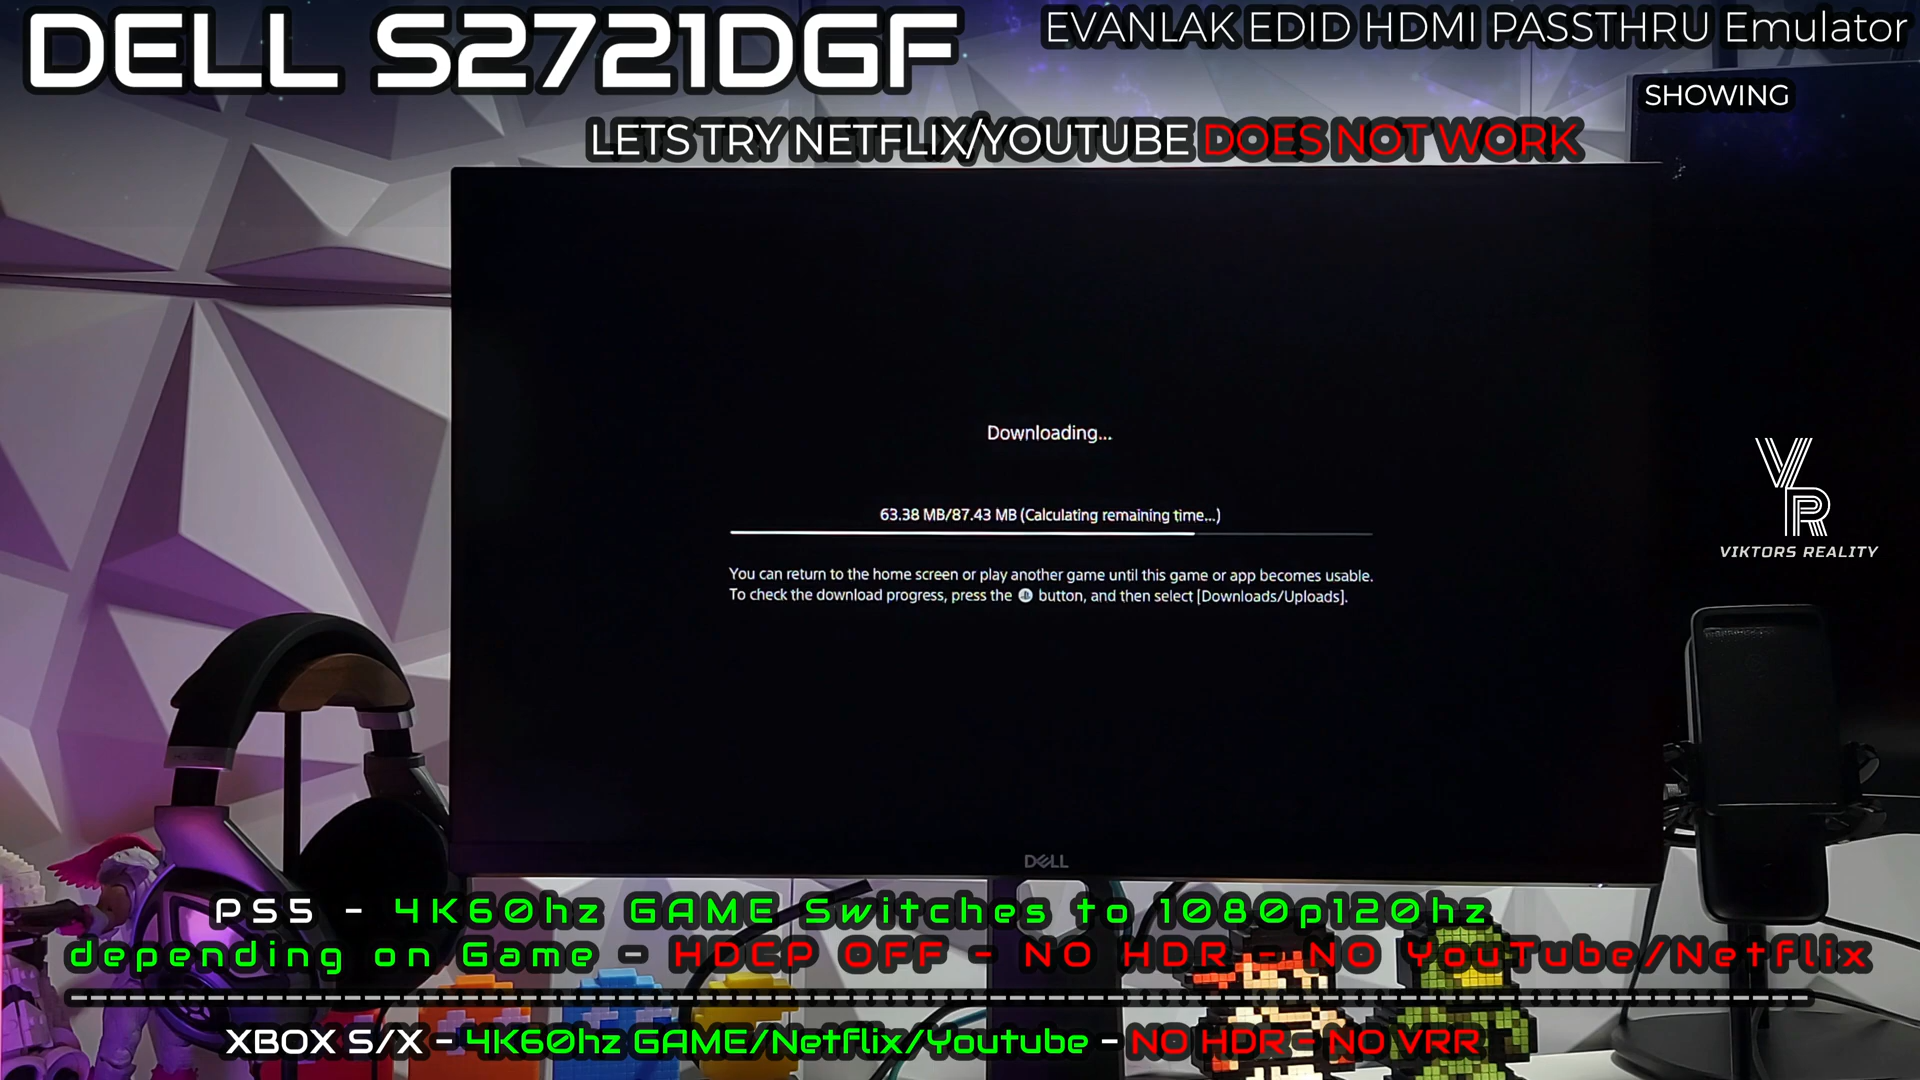 DELL S2721DGF
EVANLAK EDID HDMI PASSTHRU Emulator
SHOWING
LETS TRY NETFLIX/YOUTUBE DOES NOT WORK
Downloading...
63.38 MB/87.43 MB (Calculating remaining time...)
You can return to the home screen or play another game until this game or app becomes usable.
To check the download progress, press the button, and then select [Downloads/Uploads].
VR
VIKTORS REALITY
DELL
PS5 - 4K60hz GAME Switches to 1080p120hz
depending on Game - HDCP OFF - NO HDR - NO YouTube/Netflix
XBOX S/X - 4K60hz GAME/Netflix/Youtube - NO HDR - NO VRR